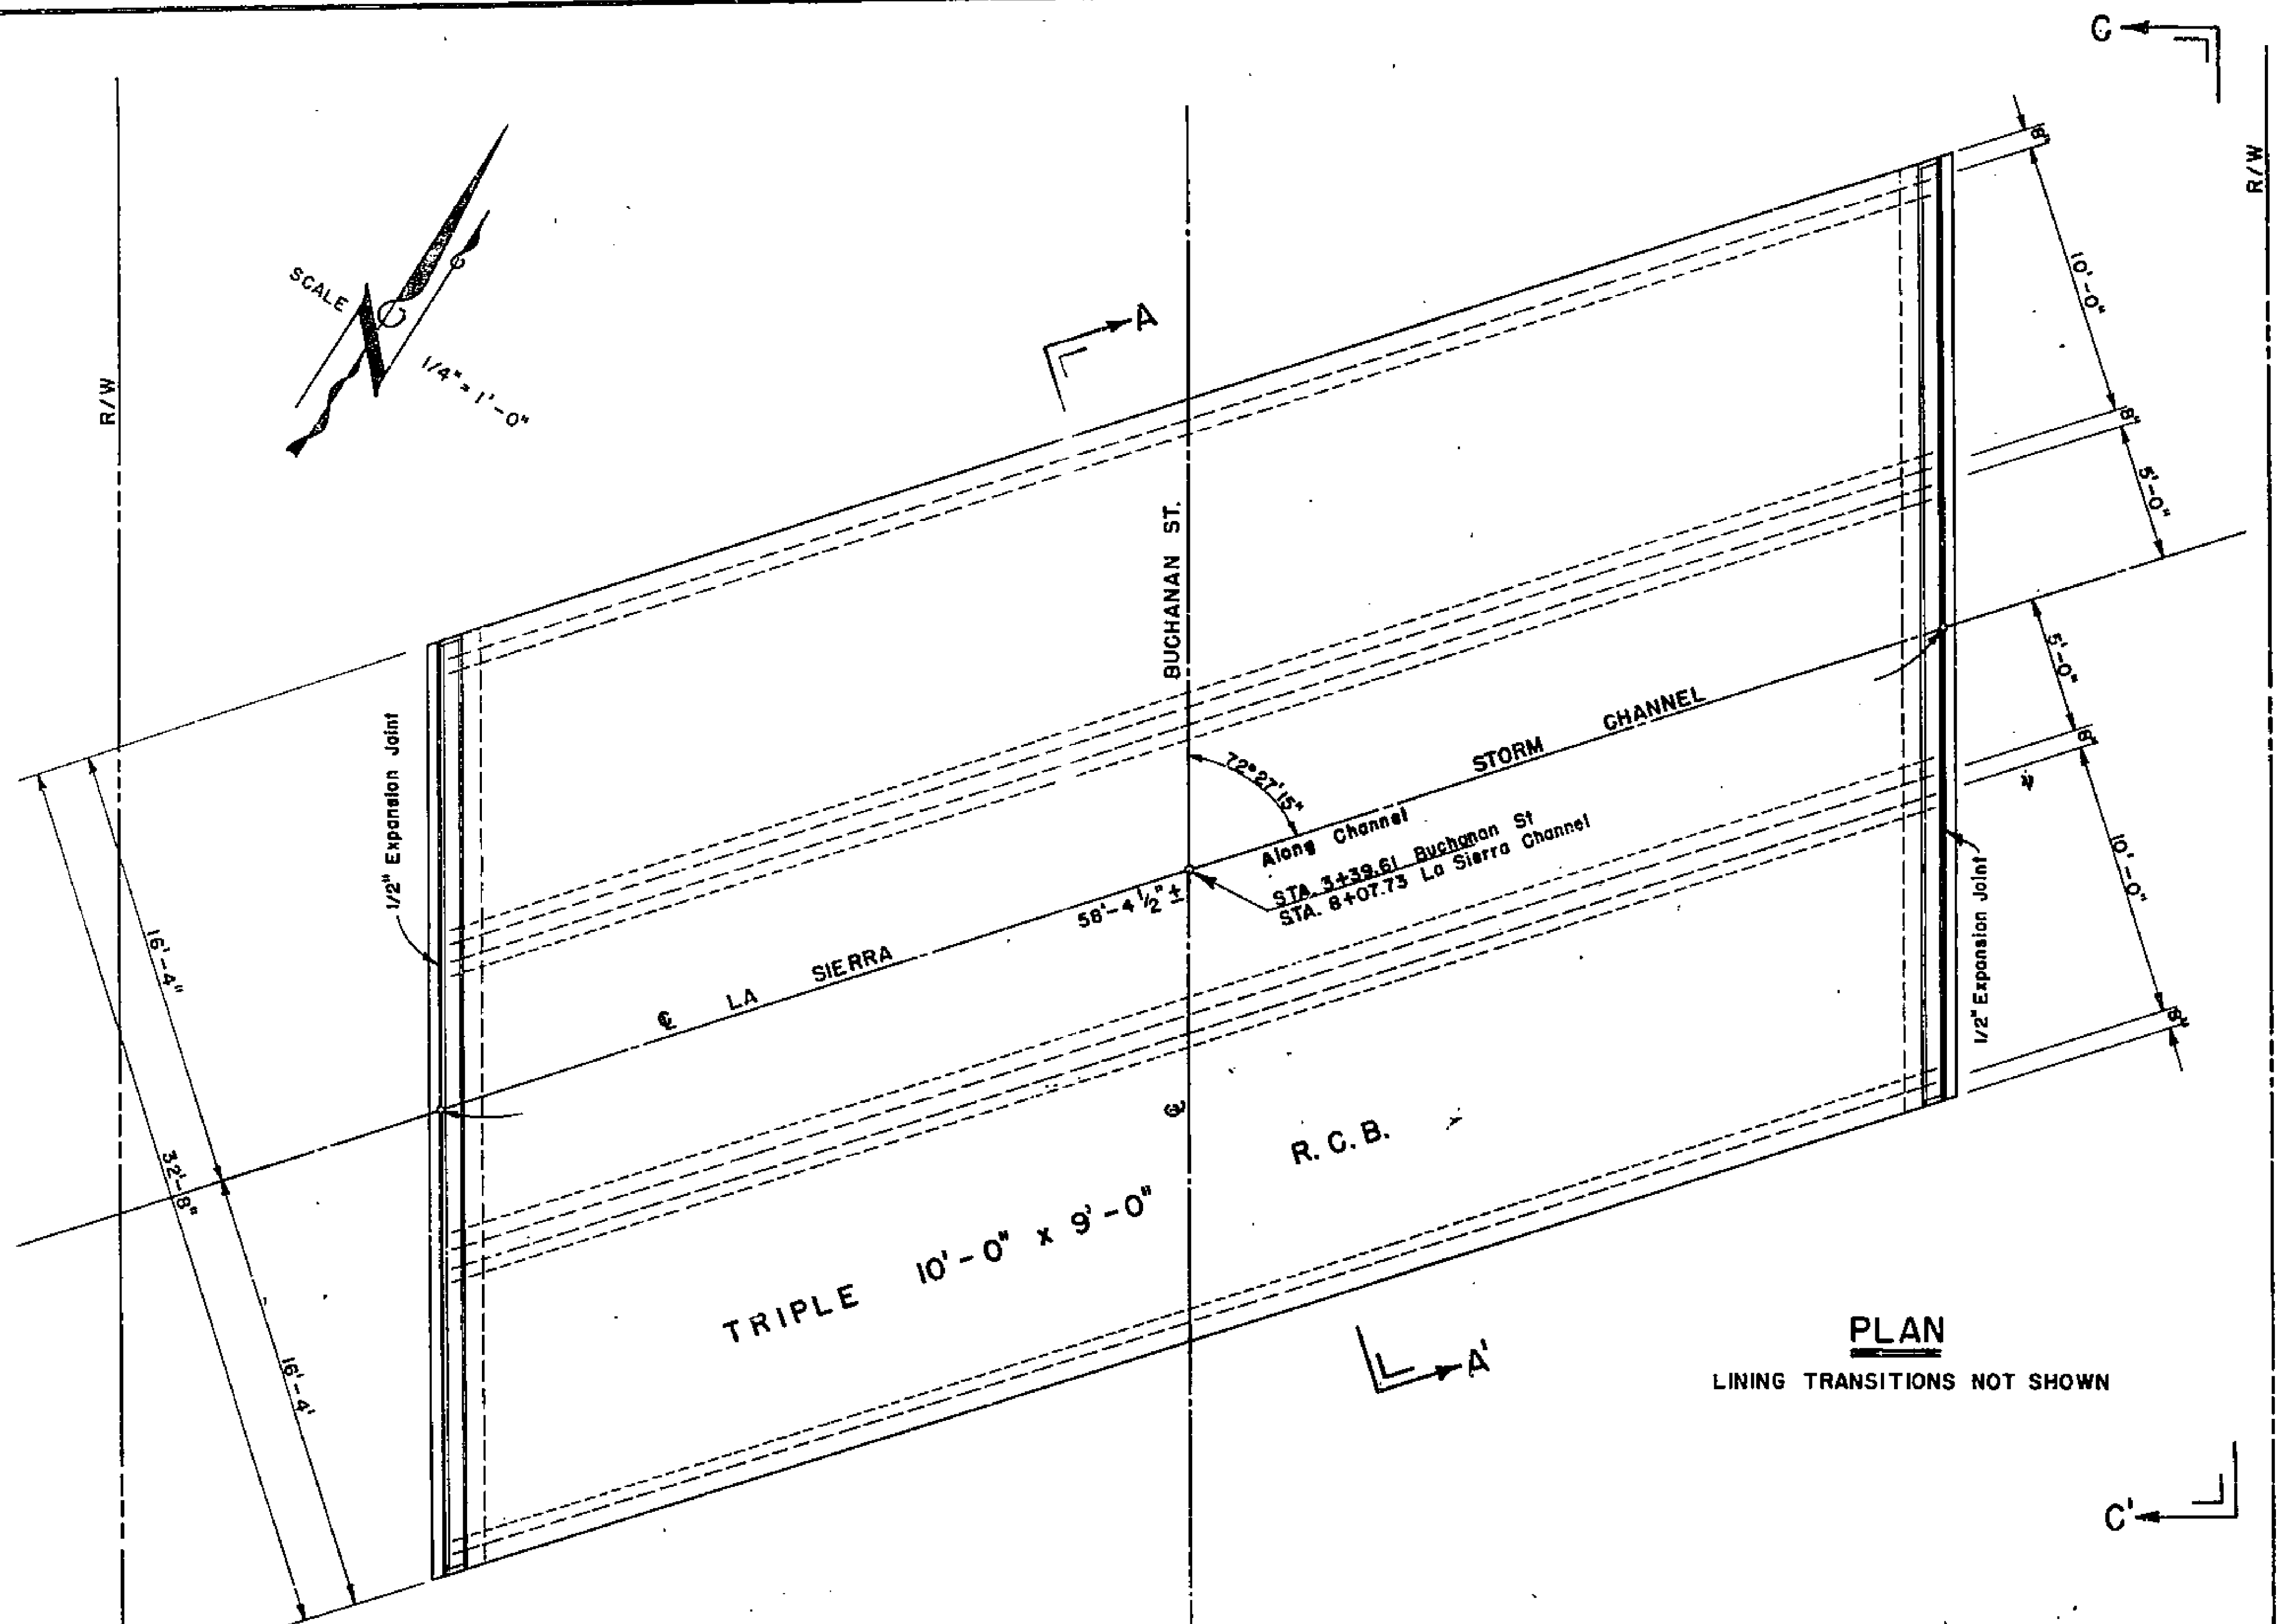 C
R/W
R/W
8"
10'-0"
8"
5'-0"
5'-0"
8"
10'-0"
8"
SCALE
N
1/4" = 1'-0"
A
BUCHANAN ST.
1/2" Expansion Joint
72°27'15"
Along Channel
STA. 3+39.61 Buchanan St
STA. 8+07.73 La Sierra Channel
58'-4 1/2" ±
℄ LA SIERRA STORM CHANNEL
1/2" Expansion Joint
16'-4"
32'-8"
16'-4'
℄
TRIPLE 10'-0" x 9'-0" R.C.B.
A'
PLAN
LINING TRANSITIONS NOT SHOWN
C'